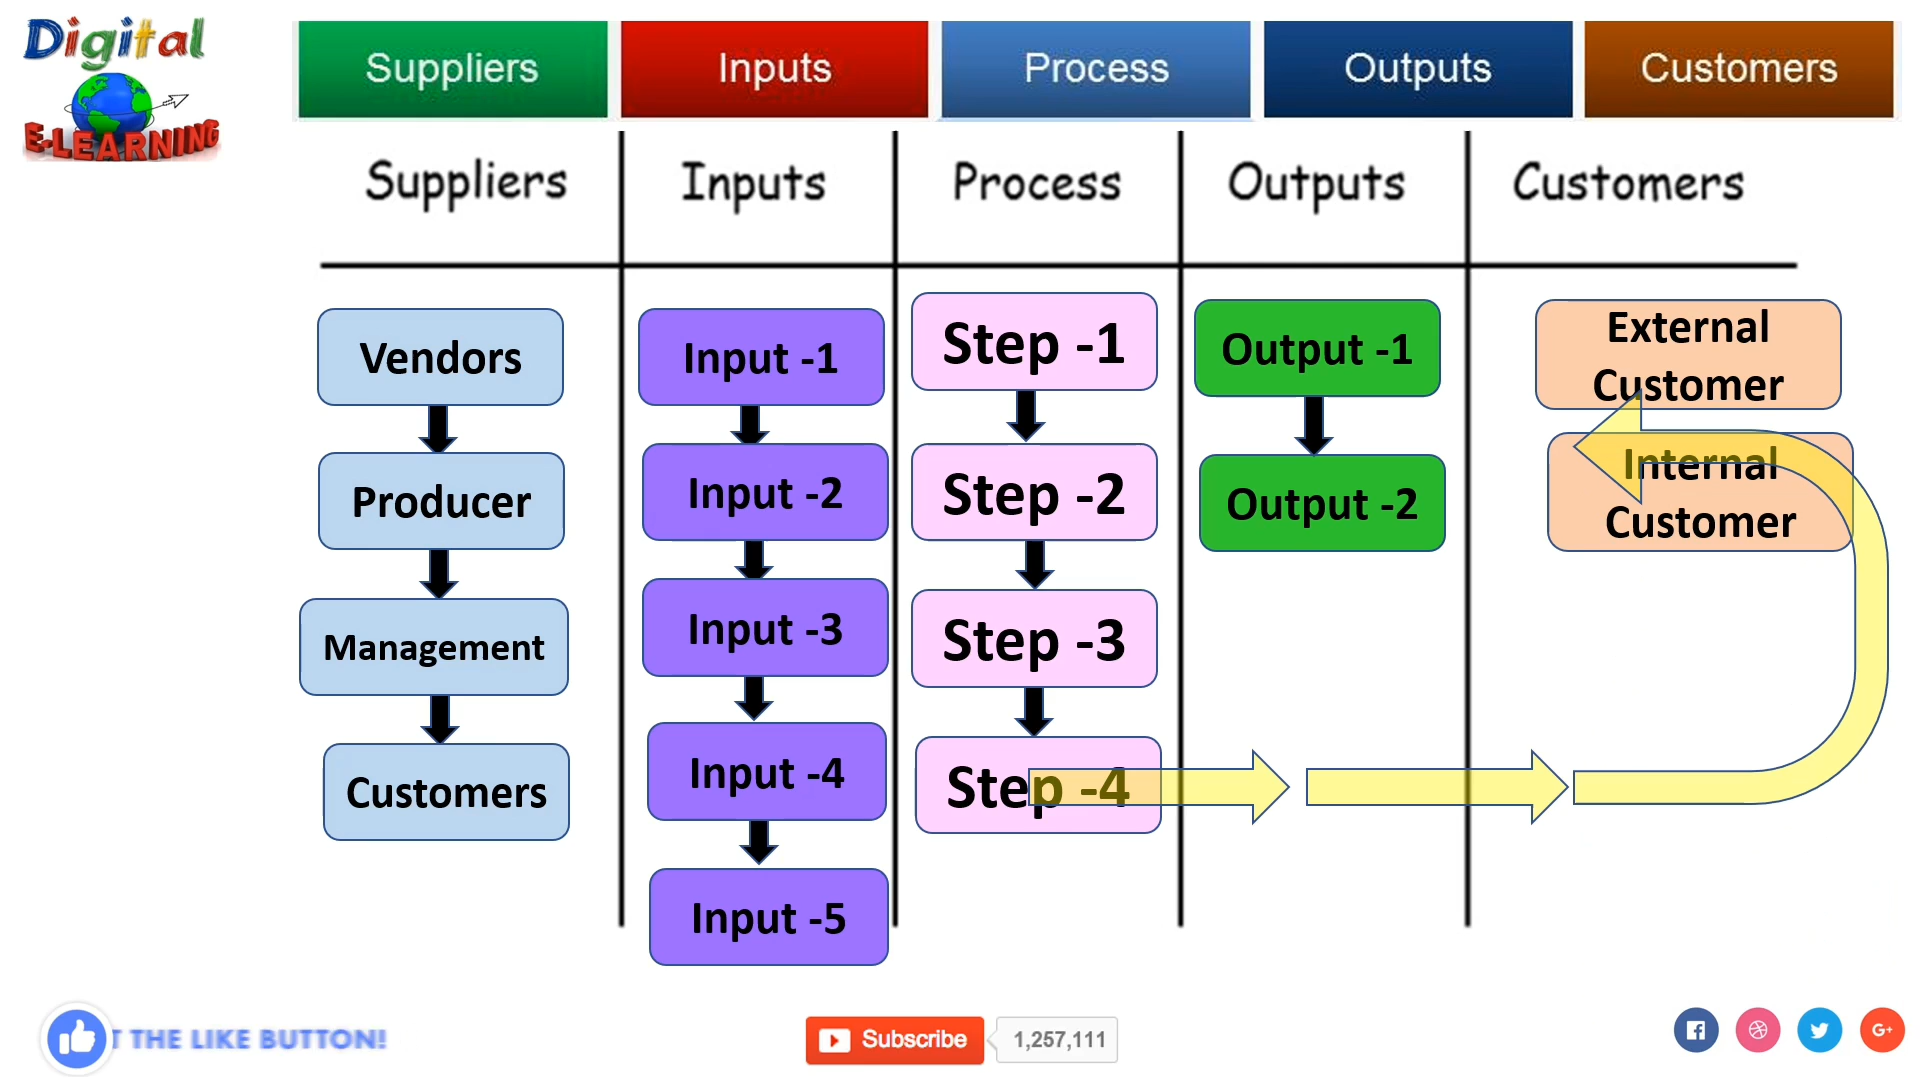 Digital
E-LEARNING
Suppliers
Inputs
Process
Outputs
Customers
Suppliers
Inputs
Process
Outputs
Customers
Vendors
Producer
Management
Customers
Input -1
Input -2
Input -3
Input -4
Input -5
Step -1
Step -2
Step -3
Step -4
Output -1
Output -2
External
Customer
Internal
Customer
T THE LIKE BUTTON!
Subscribe
1,257,111
G+